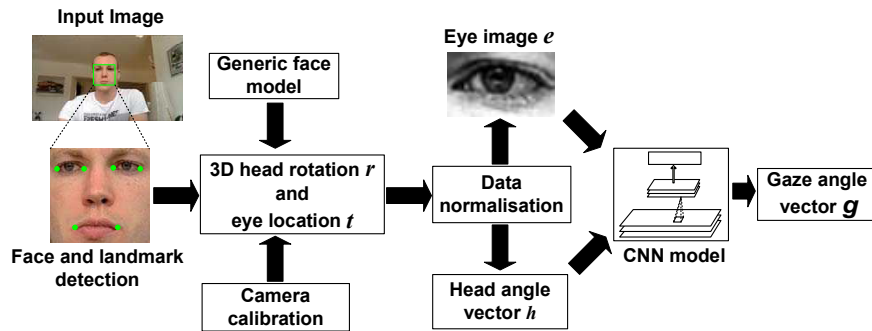 Input Image
Generic face
model
Eye image e
3D head rotation r
and
eye location t
Data
normalisation
Gaze angle
vector g
Face and landmark
detection
CNN model
Camera
calibration
Head angle
vector h